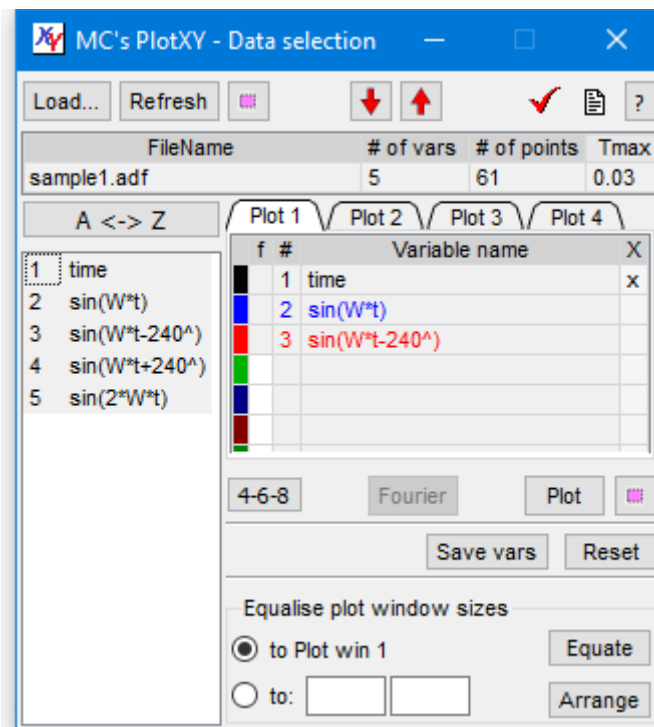 MC's PlotXY - Data selection
Load... Refresh ?
FileName # of vars # of points Tmax
sample1.adf 5 61 0.03
A <-> Z Plot 1 Plot 2 Plot 3 Plot 4
f # Variable name X
1 time
2 sin(W*t)
3 sin(W*t-240^)
4 sin(W*t+240^)
5 sin(2*W*t)
1 time x
2 sin(W*t)
3 sin(W*t-240^)
4-6-8 Fourier Plot
Save vars Reset
Equalise plot window sizes
to Plot win 1 Equate
to: Arrange